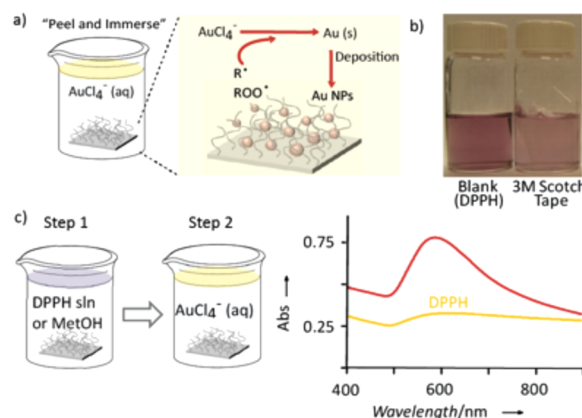 a)
"Peel and Immerse"
AuCl₄⁻ (aq)
AuCl₄⁻
Au (s)
Deposition
R•
ROO•
Au NPs
b)
Blank
(DPPH)
3M Scotch
Tape
c)
Step 1
Step 2
DPPH sln
or MetOH
AuCl₄⁻ (aq)
Abs
0.75
0.25
DPPH
400
600
800
Wavelength/nm